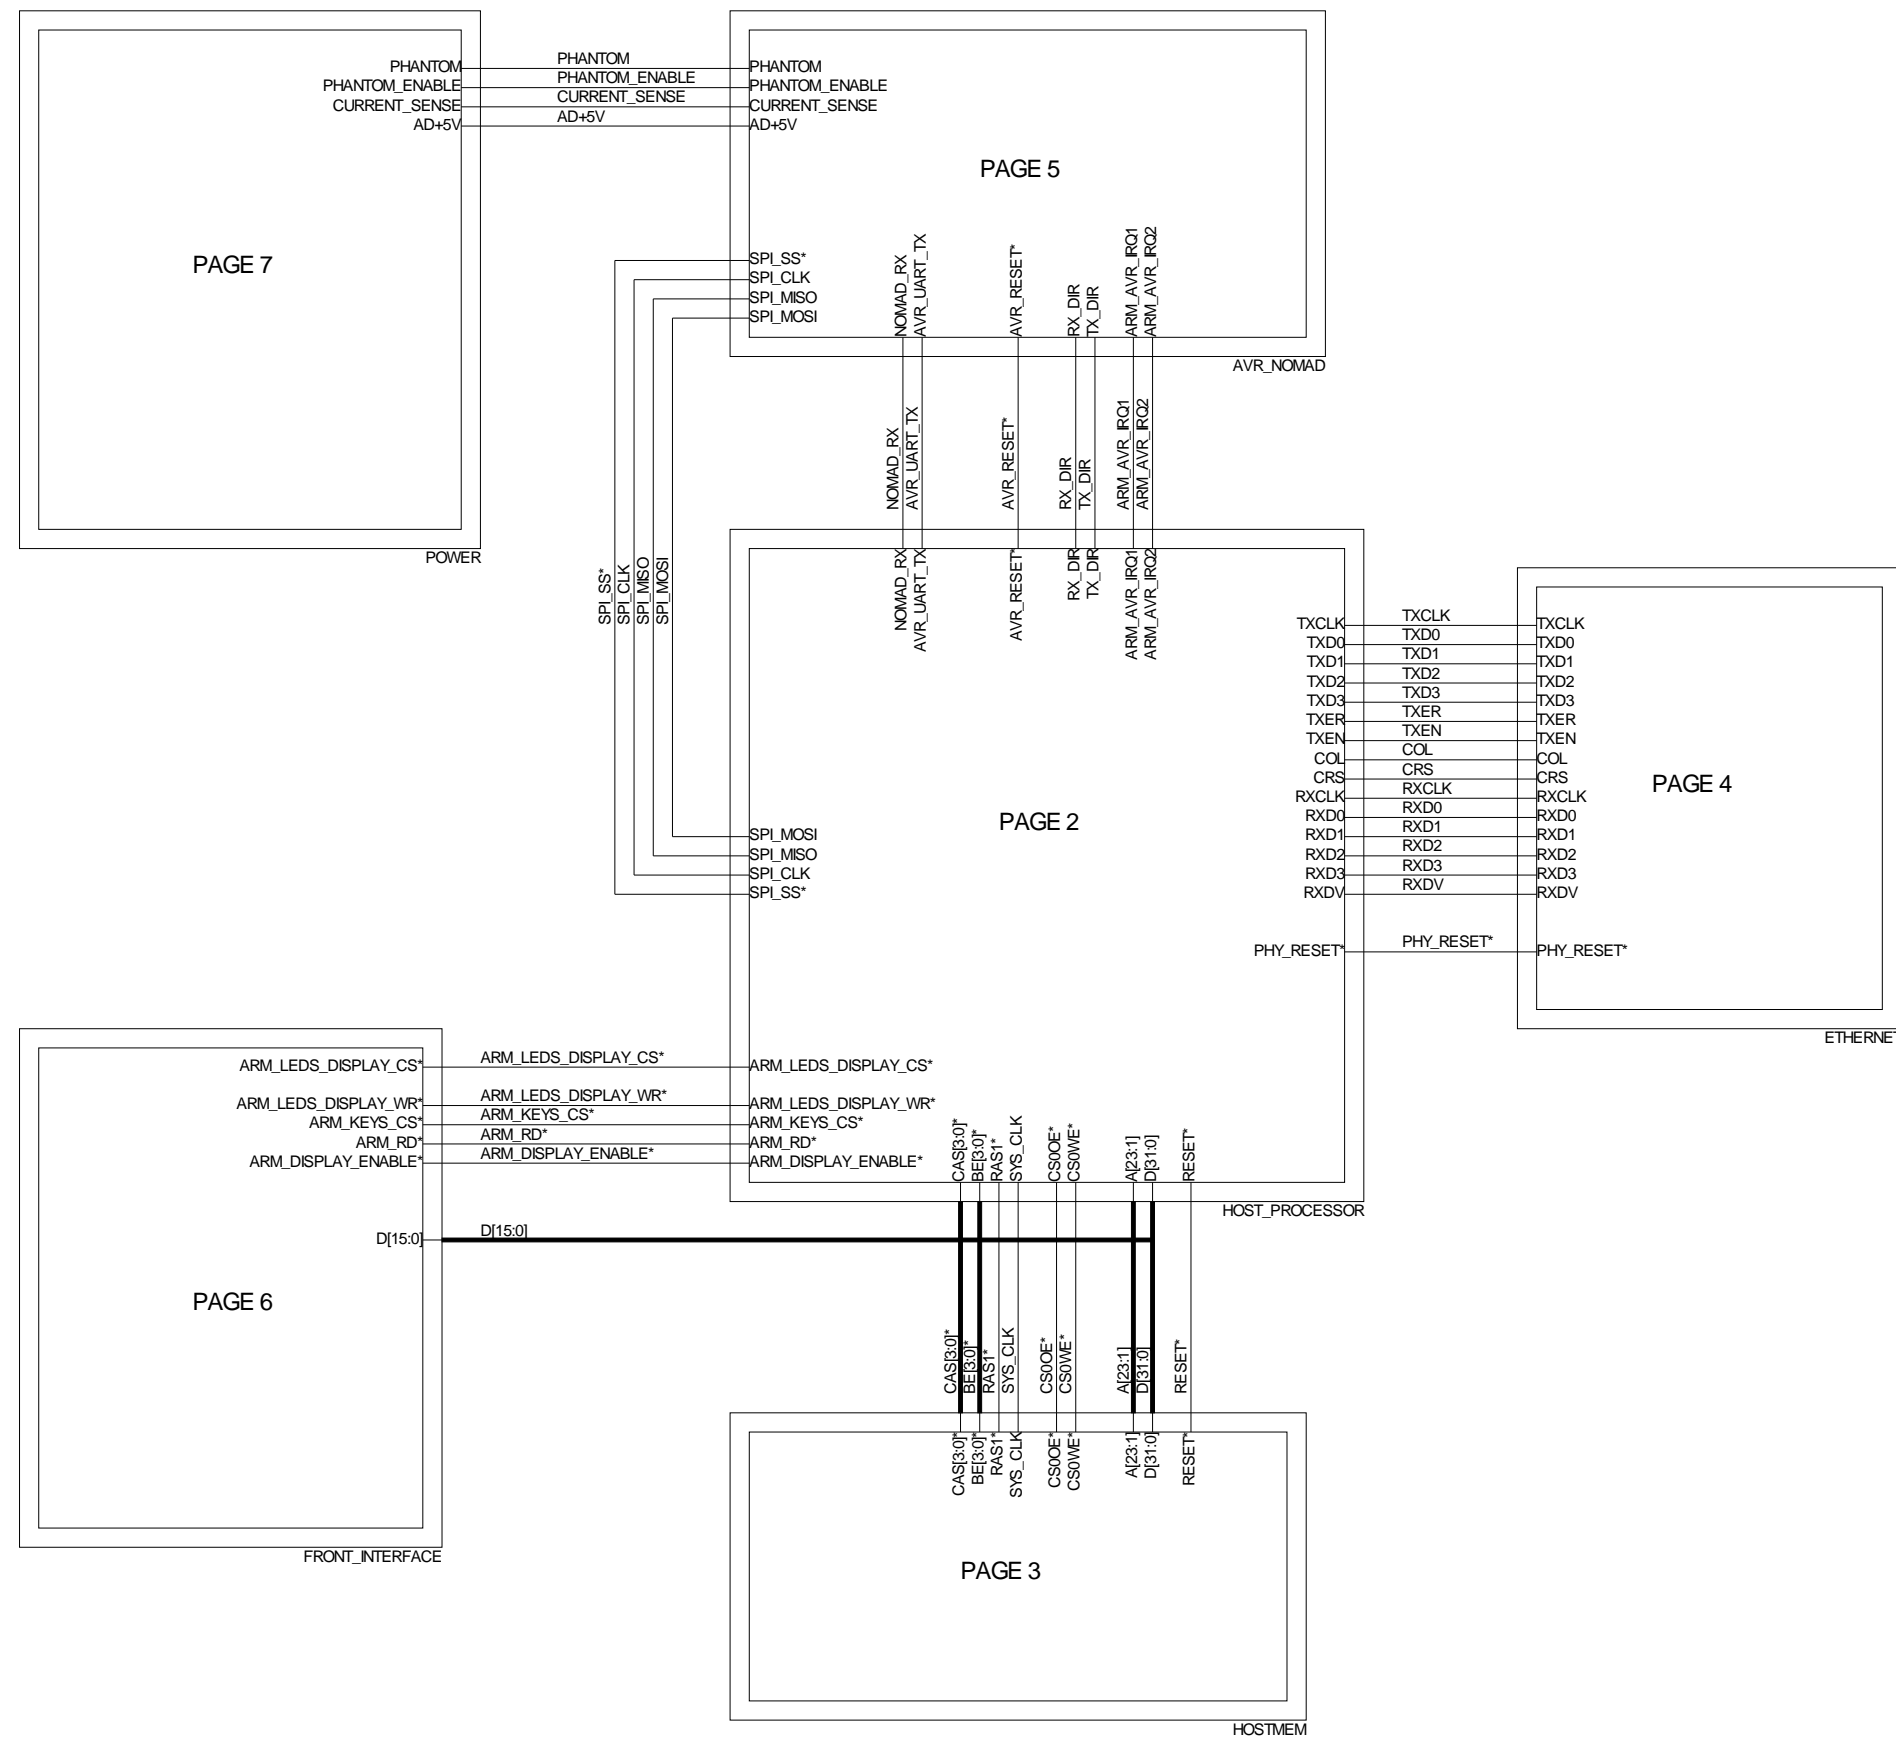 PHANTOM
PHANTOM_ENABLE
CURRENT_SENSE
AD+5V
PAGE 7
POWER
PHANTOM
PHANTOM_ENABLE
CURRENT_SENSE
AD+5V
PHANTOM
PHANTOM_ENABLE
CURRENT_SENSE
AD+5V
PAGE 5
SPI_SS*
SPI_CLK
SPI_MISO
SPI_MOSI
NOMAD_RX
AVR_UART_TX
AVR_RESET*
RX_DIR
TX_DIR
ARM_AVR_IRQ1
ARM_AVR_IRQ2
AVR_NOMAD
NOMAD_RX
AVR_UART_TX
AVR_RESET*
RX_DIR
TX_DIR
ARM_AVR_IRQ1
ARM_AVR_IRQ2
SPI_SS*
SPI_CLK
SPI_MISO
SPI_MOSI
NOMAD_RX
AVR_UART_TX
AVR_RESET*
RX_DIR
TX_DIR
ARM_AVR_IRQ1
ARM_AVR_IRQ2
PAGE 2
SPI_MOSI
SPI_MISO
SPI_CLK
SPI_SS*
TXCLK
TXD0
TXD1
TXD2
TXD3
TXER
TXEN
COL
CRS
RXCLK
RXD0
RXD1
RXD2
RXD3
RXDV
PHY_RESET*
TXCLK
TXD0
TXD1
TXD2
TXD3
TXER
TXEN
COL
CRS
RXCLK
RXD0
RXD1
RXD2
RXD3
RXDV
PHY_RESET*
TXCLK
TXD0
TXD1
TXD2
TXD3
TXER
TXEN
COL
CRS
RXCLK
RXD0
RXD1
RXD2
RXD3
RXDV
PHY_RESET*
PAGE 4
ETHERNET
ARM_LEDS_DISPLAY_CS*
ARM_LEDS_DISPLAY_WR*
ARM_KEYS_CS*
ARM_RD*
ARM_DISPLAY_ENABLE*
D[15:0]
PAGE 6
FRONT_INTERFACE
ARM_LEDS_DISPLAY_CS*
ARM_LEDS_DISPLAY_WR*
ARM_KEYS_CS*
ARM_RD*
ARM_DISPLAY_ENABLE*
D[15:0]
ARM_LEDS_DISPLAY_CS*
ARM_LEDS_DISPLAY_WR*
ARM_KEYS_CS*
ARM_RD*
ARM_DISPLAY_ENABLE*
CAS[3:0]*
BE[3:0]*
RAS1*
SYS_CLK
CS0OE*
CS0WE*
A[23:1]
D[31:0]
RESET*
HOST_PROCESSOR
CAS[3:0]*
BE[3:0]*
RAS1*
SYS_CLK
CS0OE*
CS0WE*
A[23:1]
D[31:0]
RESET*
CAS[3:0]*
BE[3:0]*
RAS1*
SYS_CLK
CS0OE*
CS0WE*
A[23:1]
D[31:0]
RESET*
PAGE 3
HOSTMEM